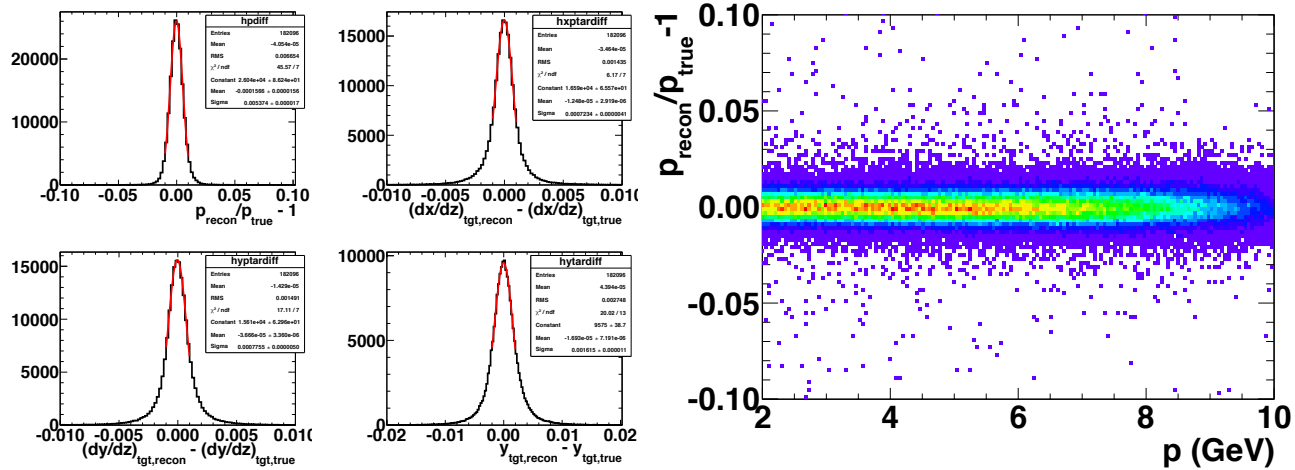 hpdiff
Entries 182096
Mean -4.054e-05
RMS 0.006654
χ² / ndf 45.57 / 7
Constant 2.604e+04 ± 8.624e+01
Mean -0.0001566 ± 0.0000156
Sigma 0.005374 ± 0.000017
25000
20000
15000
10000
5000
0
-0.10 -0.05 0.00 0.05 0.10
p_recon/p_true - 1
hxptardiff
Entries 182096
Mean -3.464e-05
RMS 0.001435
χ² / ndf 6.17 / 7
Constant 1.659e+04 ± 6.557e+01
Mean -1.248e-05 ± 2.919e-06
Sigma 0.0007234 ± 0.0000041
15000
10000
5000
0
-0.010 -0.005 0.000 0.005 0.010
(dx/dz)_tgt,recon - (dx/dz)_tgt,true
hyptardiff
Entries 182096
Mean -1.429e-05
RMS 0.001491
χ² / ndf 17.11 / 7
Constant 1.561e+04 ± 6.296e+01
Mean -3.666e-05 ± 3.360e-06
Sigma 0.0007755 ± 0.0000050
15000
10000
5000
0
-0.010 -0.005 0.000 0.005 0.010
(dy/dz)_tgt,recon - (dy/dz)_tgt,true
hytardiff
Entries 182096
Mean 4.394e-05
RMS 0.002748
χ² / ndf 20.02 / 13
Constant 9575 ± 38.7
Mean -1.693e-05 ± 7.191e-06
Sigma 0.001615 ± 0.000011
10000
8000
6000
4000
2000
0
-0.02 -0.01 0.00 0.01 0.02
y_tgt,recon - y_tgt,true
p_recon/p_true-1
0.10
0.05
0.00
-0.05
-0.10
2 4 6 8 10
p (GeV)